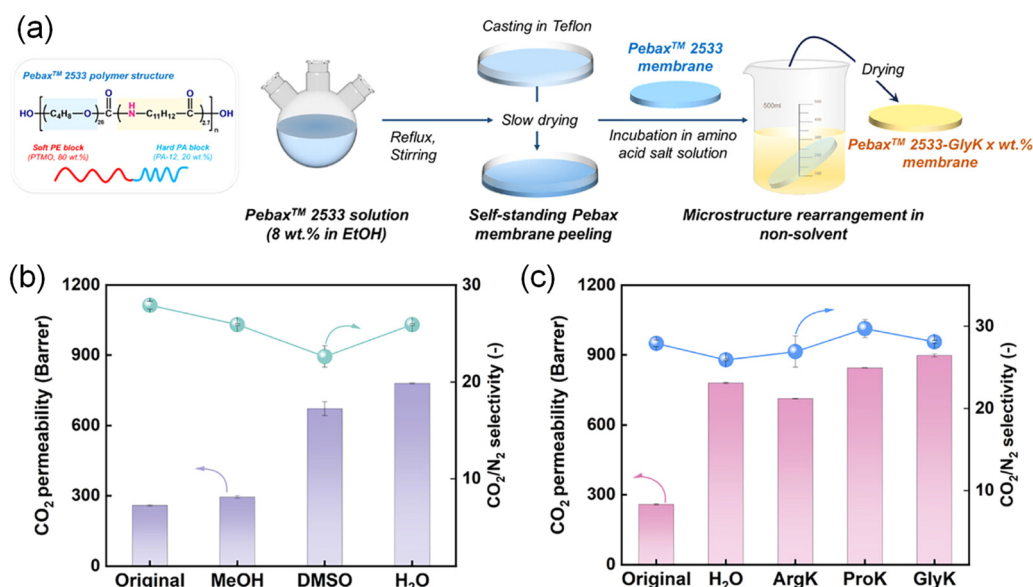 (a)
Pebax™ 2533 polymer structure
HO
C₄H₈
O
26
O
C
H
N
C₁₁H₁₂
O
C
2.7
n
OH
Soft PE block
(PTMO, 80 wt.%)
Hard PA block
(PA-12, 20 wt.%)
Pebax™ 2533 solution
(8 wt.% in EtOH)
Reflux,
Stirring
Casting in Teflon
Slow drying
Self-standing Pebax
membrane peeling
Pebax™ 2533
membrane
Incubation in amino
acid salt solution
500ml
Microstructure rearrangement in
non-solvent
Drying
Pebax™ 2533-GlyK x wt.%
membrane
(b)
CO₂ permeability (Barrer)
1200
900
600
300
0
Original
MeOH
DMSO
H₂O
30
20
10
CO₂/N₂ selectivity (-)
(c)
CO₂ permeability (Barrer)
1200
900
600
300
0
Original
H₂O
ArgK
ProK
GlyK
30
20
10
CO₂/N₂ selectivity (-)